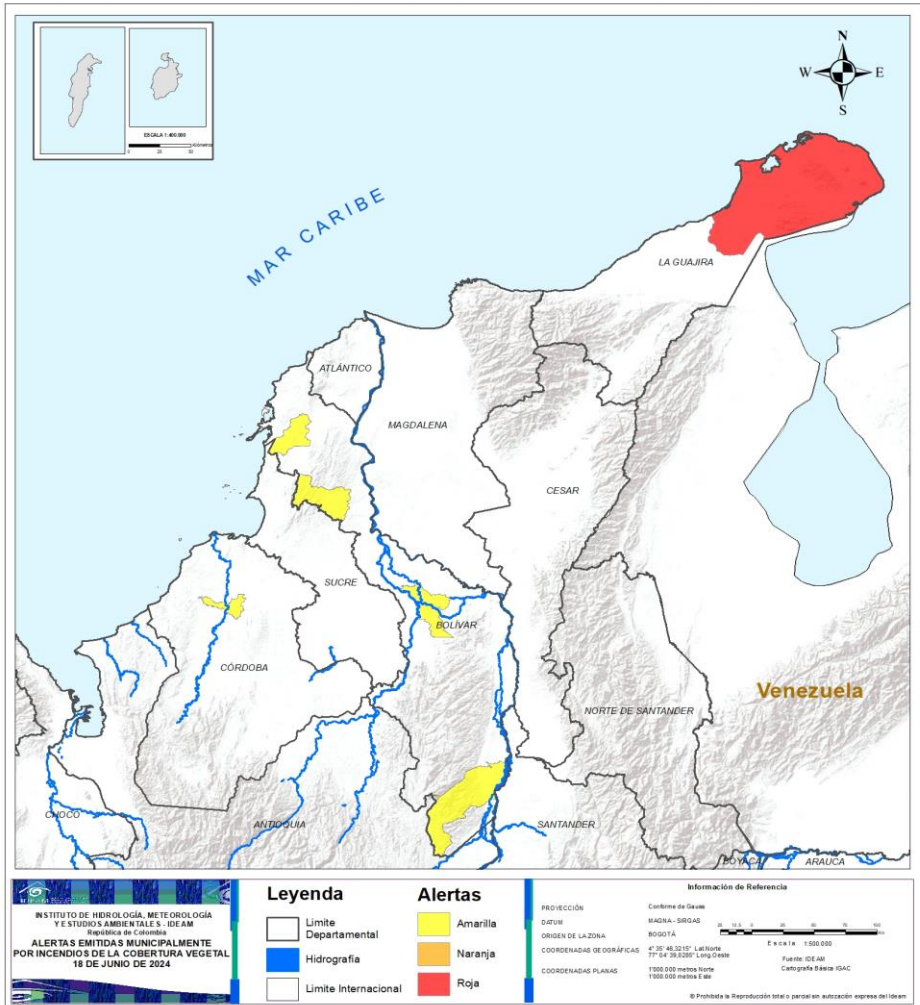 N
W E
S
ESCALA 1:400.000
MAR CARIBE
LA GUAJIRA
ATLÁNTICO
MAGDALENA
CESAR
SUCRE
BOLÍVAR
CÓRDOBA
Venezuela
NORTE DE SANTANDER
CHOCO
ANTIOQUIA
SANTANDER
BOYACÁ
ARAUCA
IDEAM
INSTITUTO DE HIDROLOGÍA, METEOROLOGÍA
Y ESTUDIOS AMBIENTALES - IDEAM
República de Colombia
ALERTAS EMITIDAS MUNICIPALMENTE
POR INCENDIOS DE LA COBERTURA VEGETAL
18 DE JUNIO DE 2024
Leyenda
Limite
Departamental
Hidrografía
Limite Internacional
Alertas
Amarilla
Naranja
Roja
Información de Referencia
PROYECCIÓN Conforme de Gauss
DATUM MAGNA - SIRGAS
ORIGEN DE LA ZONA BOGOTÁ
COORDENADAS GEOGRÁFICAS 4° 35' 46,3215" Lat.Norte
77° 04' 39,0285" Long.Oeste
COORDENADAS PLANAS 1'000.000 metros Norte
1'000.000 metros Este
Escala 1:500.000
Fuente: IDEAM
Cartografía Básica IGAC
® Prohibida la Reproducción total o parcial sin autozación expresa del Ideam